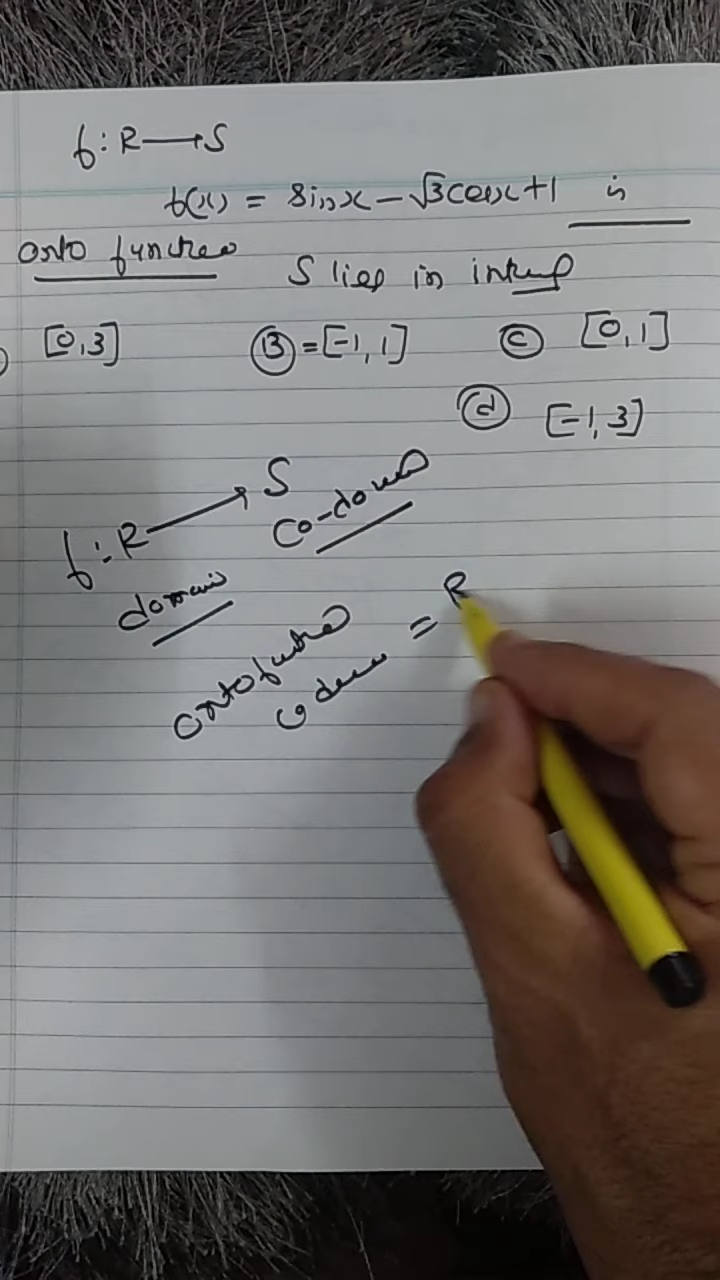 f: R → S
f(x) = sinx - √3cosx + 1 is
onto function S lies in interval
[0,3] (B) = [-1,1] (c) [0,1]
(d) [-1,3]
f: R → S
domain Co-domain
onto function
Co domain = R